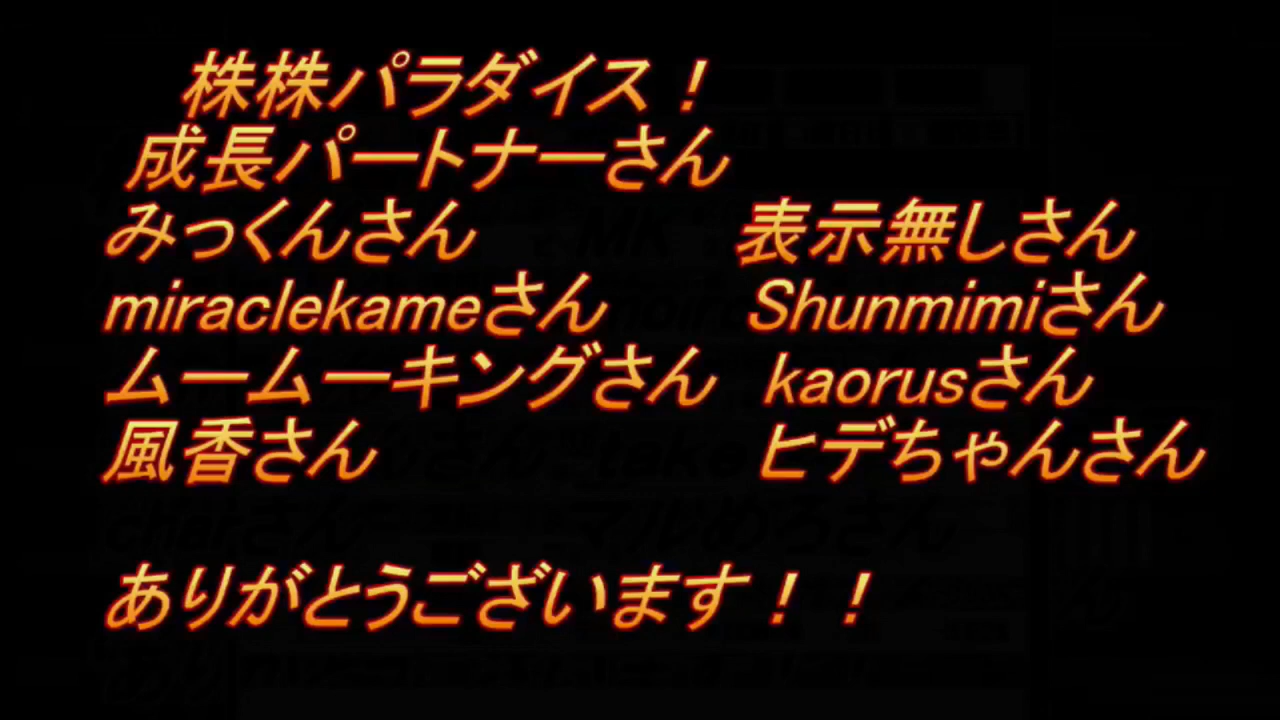 株株パラダイス！
成長パートナーさん
みっくんさん 表示無しさん
miraclekameさん Shunmimiさん
ムームーキングさん kaorusさん
風香さん ヒデちゃんさん
ありがとうございます！！